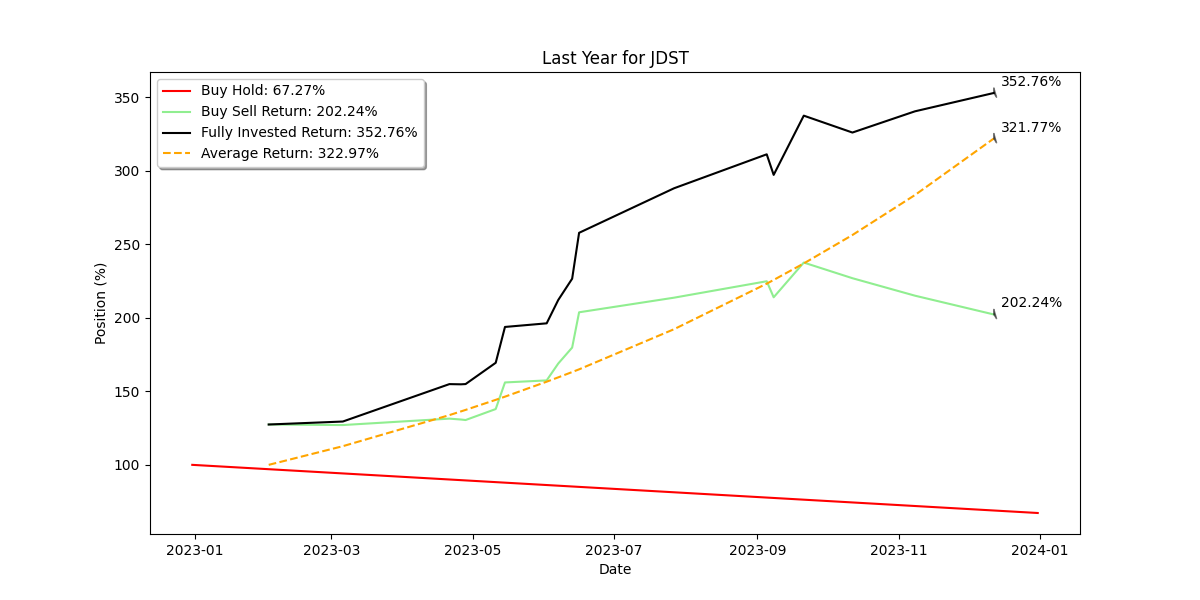 Last Year for JDST
Buy Hold: 67.27%
Buy Sell Return: 202.24%
Fully Invested Return: 352.76%
Average Return: 322.97%
352.76%
321.77%
202.24%
Position (%)
350
300
250
200
150
100
2023-01
2023-03
2023-05
2023-07
2023-09
2023-11
2024-01
Date